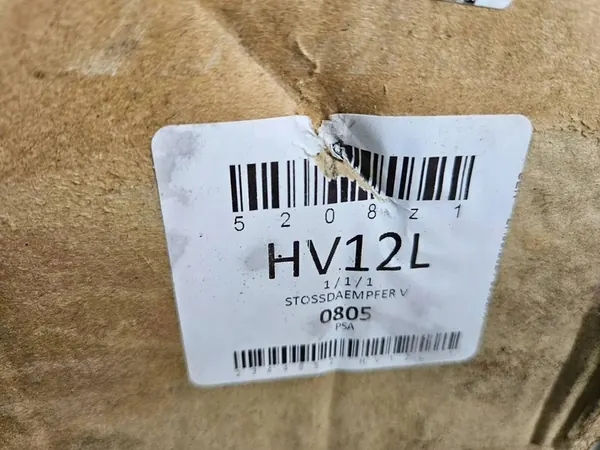 5208z1
HV12L
1/1/1
STOSSDAEMPFER V
0805
PSA